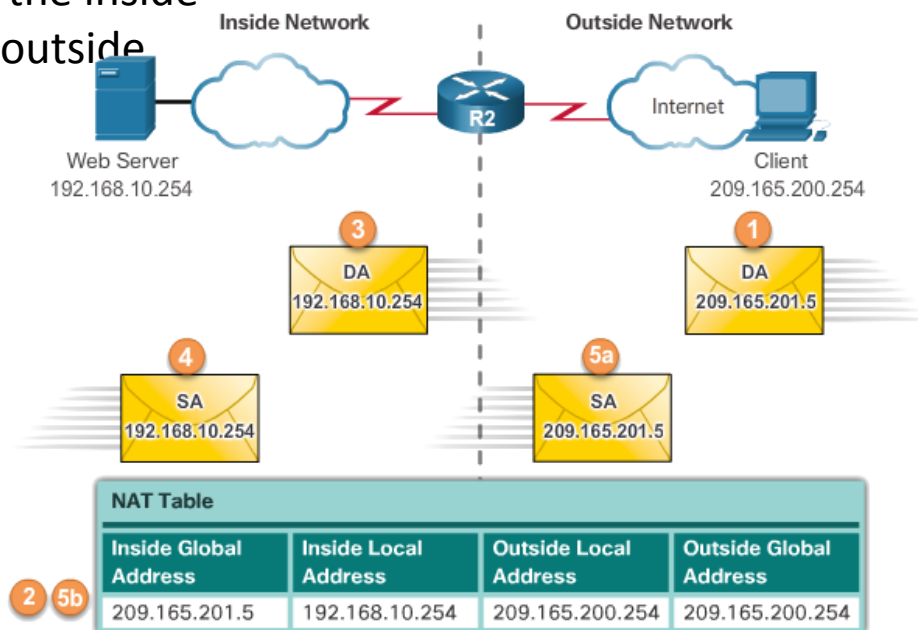 the inside
outside
Inside Network
Outside Network
R2
Internet
Web Server
192.168.10.254
Client
209.165.200.254
3
DA
192.168.10.254
1
DA
209.165.201.5
4
SA
192.168.10.254
5a
SA
209.165.201.5
NAT Table
Inside Global Address
Inside Local Address
Outside Local Address
Outside Global Address
2 5b
209.165.201.5 192.168.10.254 209.165.200.254 209.165.200.254